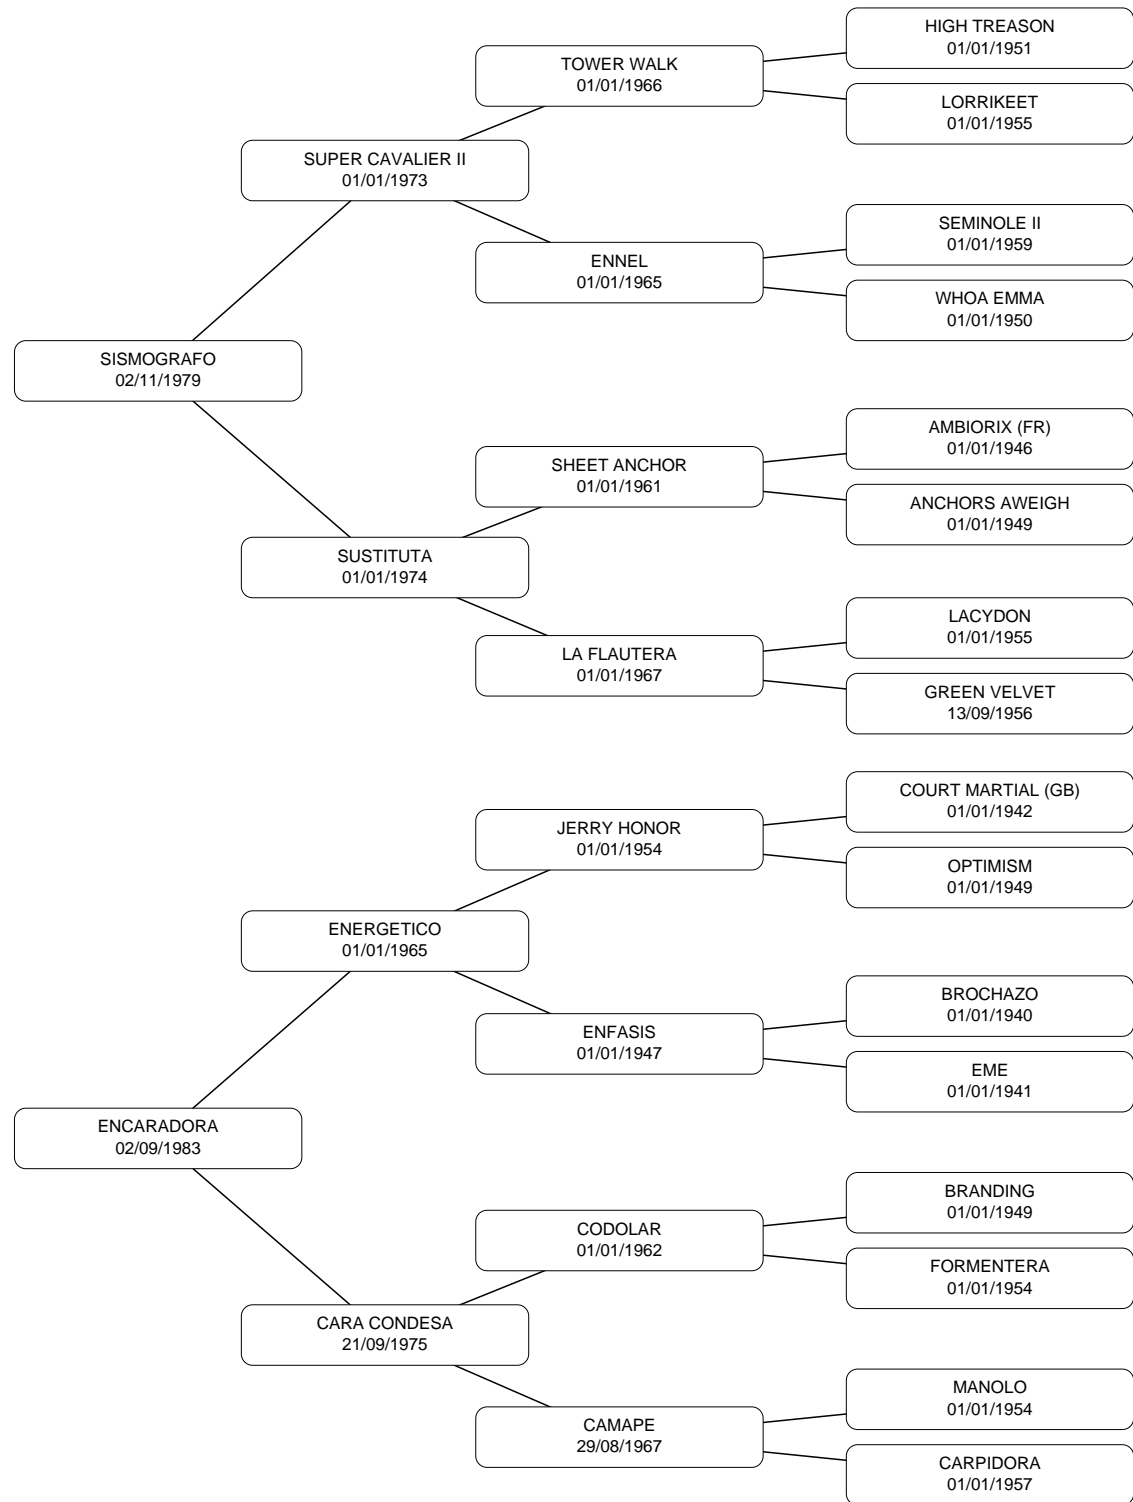 HIGH TREASON
01/01/1951
TOWER WALK
01/01/1966
LORRIKEET
01/01/1955
SUPER CAVALIER II
01/01/1973
SEMINOLE II
01/01/1959
ENNEL
01/01/1965
WHOA EMMA
01/01/1950
SISMOGRAFO
02/11/1979
AMBIORIX (FR)
01/01/1946
SHEET ANCHOR
01/01/1961
ANCHORS AWEIGH
01/01/1949
SUSTITUTA
01/01/1974
LACYDON
01/01/1955
LA FLAUTERA
01/01/1967
GREEN VELVET
13/09/1956
COURT MARTIAL (GB)
01/01/1942
JERRY HONOR
01/01/1954
OPTIMISM
01/01/1949
ENERGETICO
01/01/1965
BROCHAZO
01/01/1940
ENFASIS
01/01/1947
EME
01/01/1941
ENCARADORA
02/09/1983
BRANDING
01/01/1949
CODOLAR
01/01/1962
FORMENTERA
01/01/1954
CARA CONDESA
21/09/1975
MANOLO
01/01/1954
CAMAPE
29/08/1967
CARPIDORA
01/01/1957